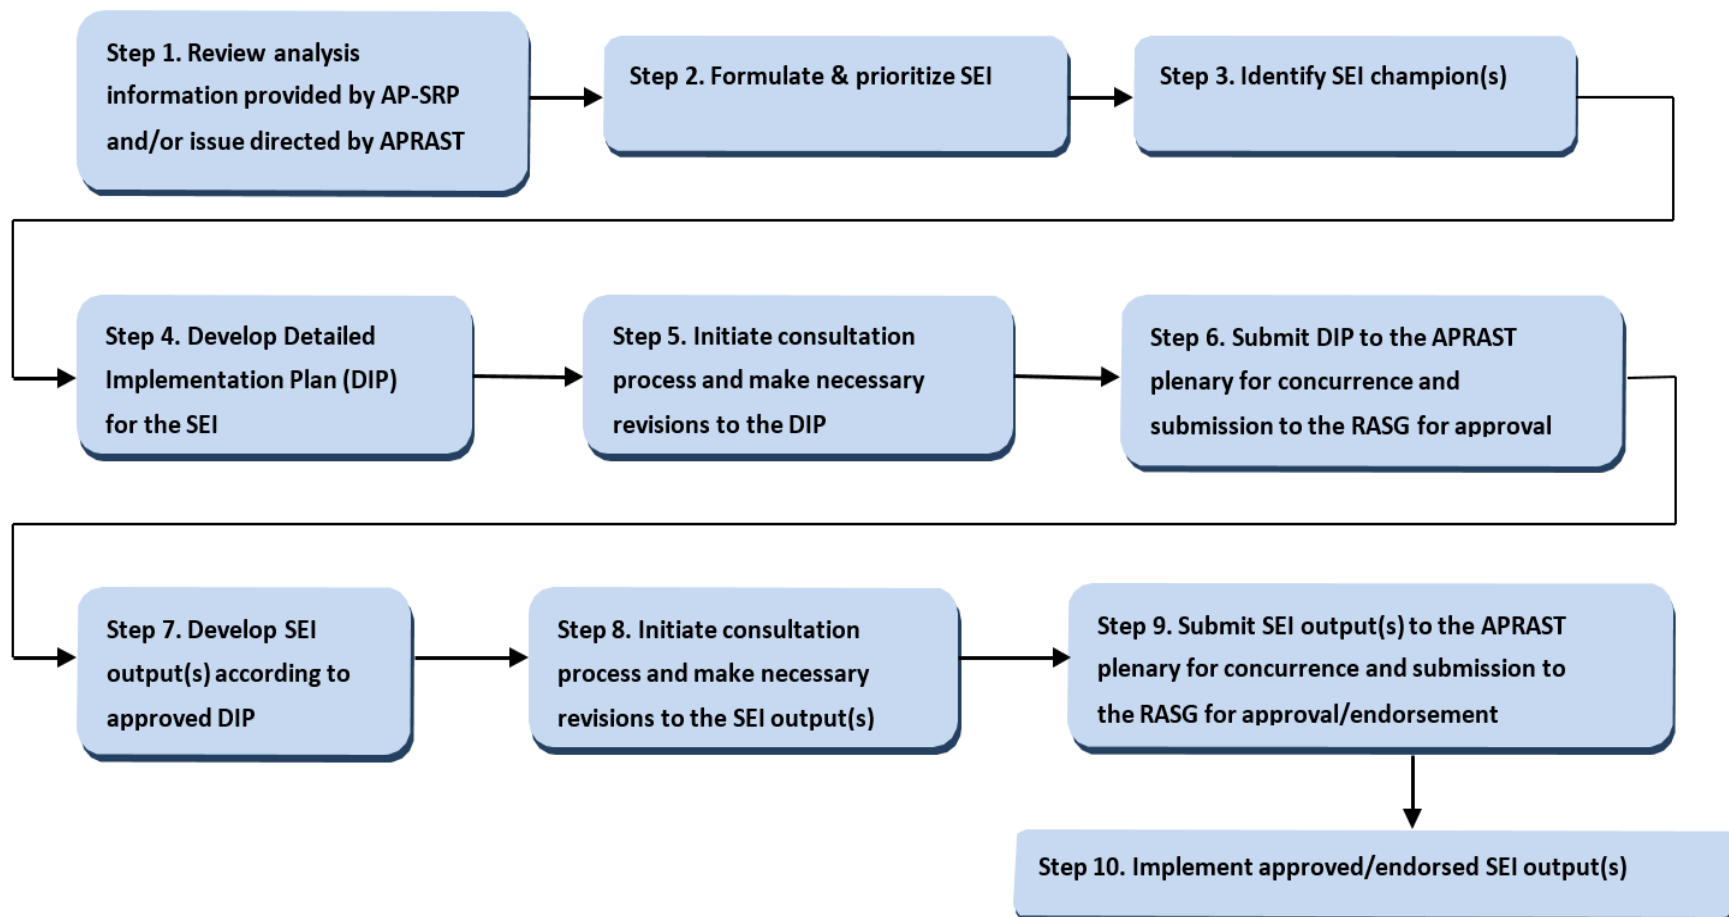 Step 1. Review analysis
information provided by AP-SRP
and/or issue directed by APRAST
Step 2. Formulate & prioritize SEI
Step 3. Identify SEI champion(s)
Step 4. Develop Detailed
Implementation Plan (DIP)
for the SEI
Step 5. Initiate consultation
process and make necessary
revisions to the DIP
Step 6. Submit DIP to the APRAST
plenary for concurrence and
submission to the RASG for approval
Step 7. Develop SEI
output(s) according to
approved DIP
Step 8. Initiate consultation
process and make necessary
revisions to the SEI output(s)
Step 9. Submit SEI output(s) to the APRAST
plenary for concurrence and submission to
the RASG for approval/endorsement
Step 10. Implement approved/endorsed SEI output(s)